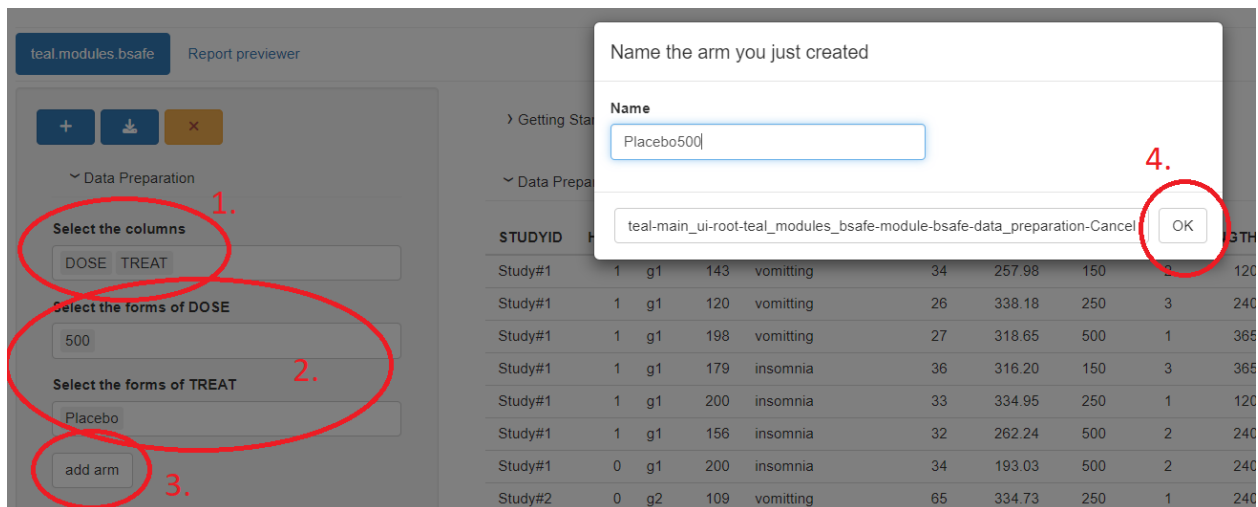 teal.modules.bsafe Report previewer
Name the arm you just created
Name
Placebo500
4.
teal-main_ui-root-teal_modules_bsafe-module-bsafe-data_preparation-Cancel OK
+ ×
Data Preparation
1.
Select the columns
DOSE TREAT
Select the forms of DOSE
500
2.
Select the forms of TREAT
Placebo
add arm
3.
Getting Star
Data Prepa
STUDYID H GTH
Study#1 1 g1 143 vomitting 34 257.98 150 2 120
Study#1 1 g1 120 vomitting 26 338.18 250 3 240
Study#1 1 g1 198 vomitting 27 318.65 500 1 365
Study#1 1 g1 179 insomnia 36 316.20 150 3 365
Study#1 1 g1 200 insomnia 33 334.95 250 1 120
Study#1 1 g1 156 insomnia 32 262.24 500 2 240
Study#1 0 g1 200 insomnia 34 193.03 500 2 240
Study#2 0 g2 109 vomitting 65 334.73 250 1 240